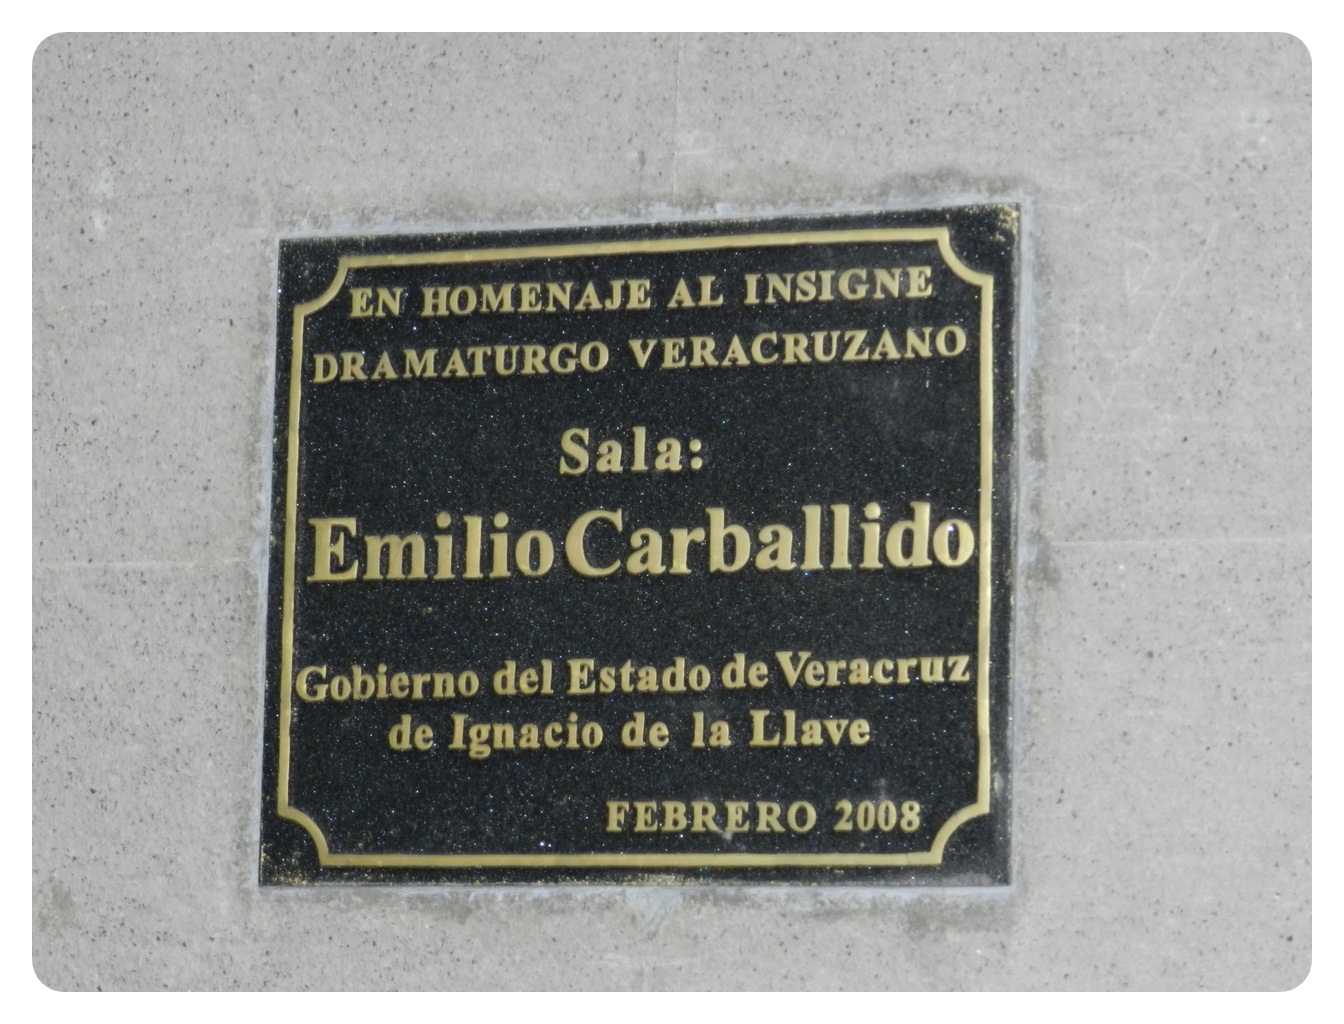 EN HOMENAJE AL INSIGNE
DRAMATURGO VERACRUZANO
Sala:
Emilio Carballido
Gobierno del Estado de Veracruz
de Ignacio de la Llave
FEBRERO 2008